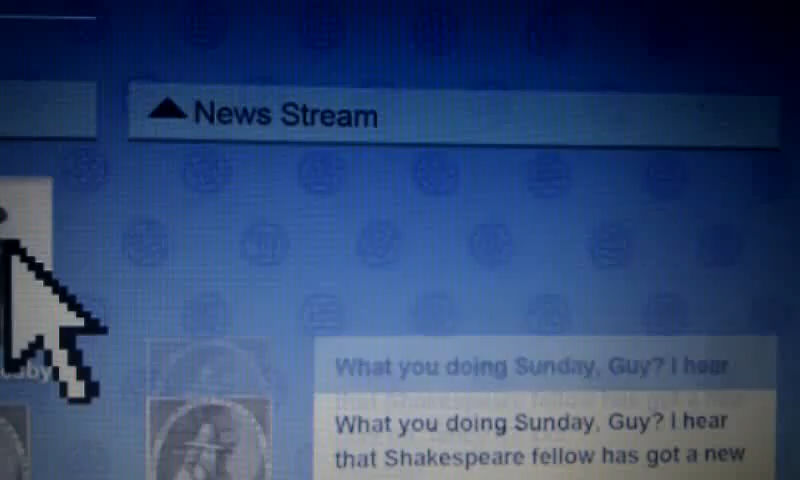 News Stream
What you doing Sunday, Guy? I hear
What you doing Sunday, Guy? I hear
that Shakespeare fellow has got a new